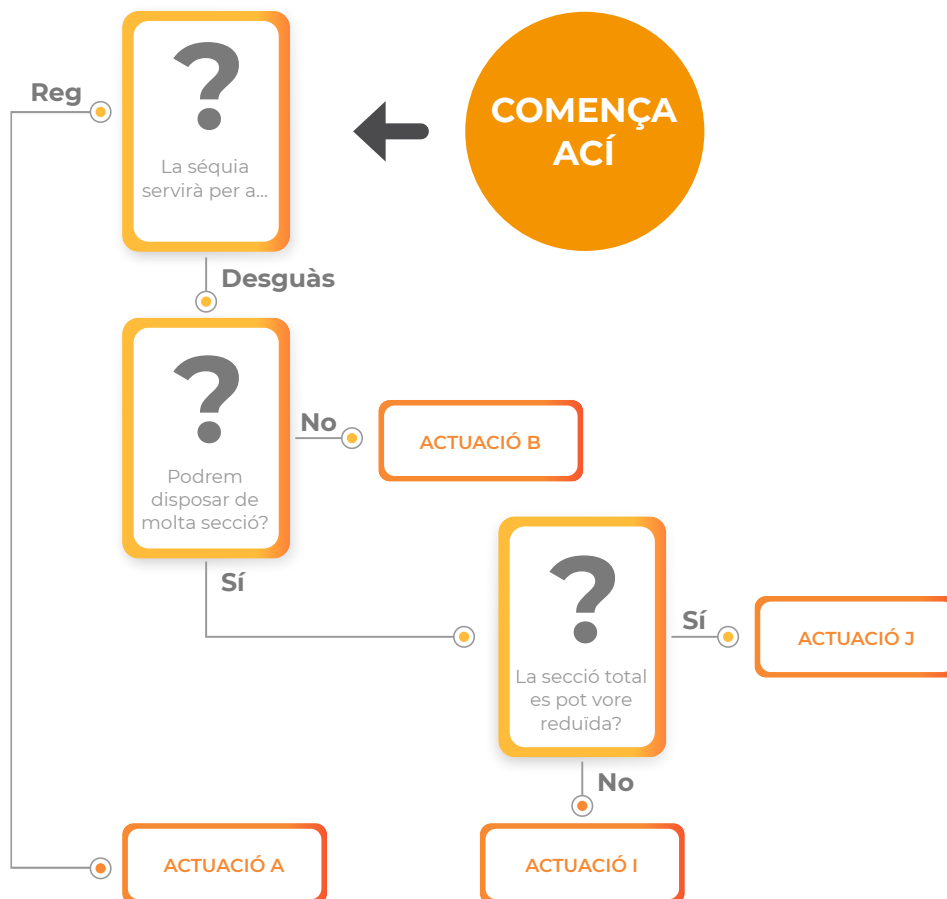 COMENÇA
ACÍ
Reg
?
La séquia
servirà per a...
Desguàs
?
Podrem
disposar de
molta secció?
No
ACTUACIÓ B
Sí
?
La secció total
es pot vore
reduïda?
Sí
ACTUACIÓ J
No
ACTUACIÓ A
ACTUACIÓ I